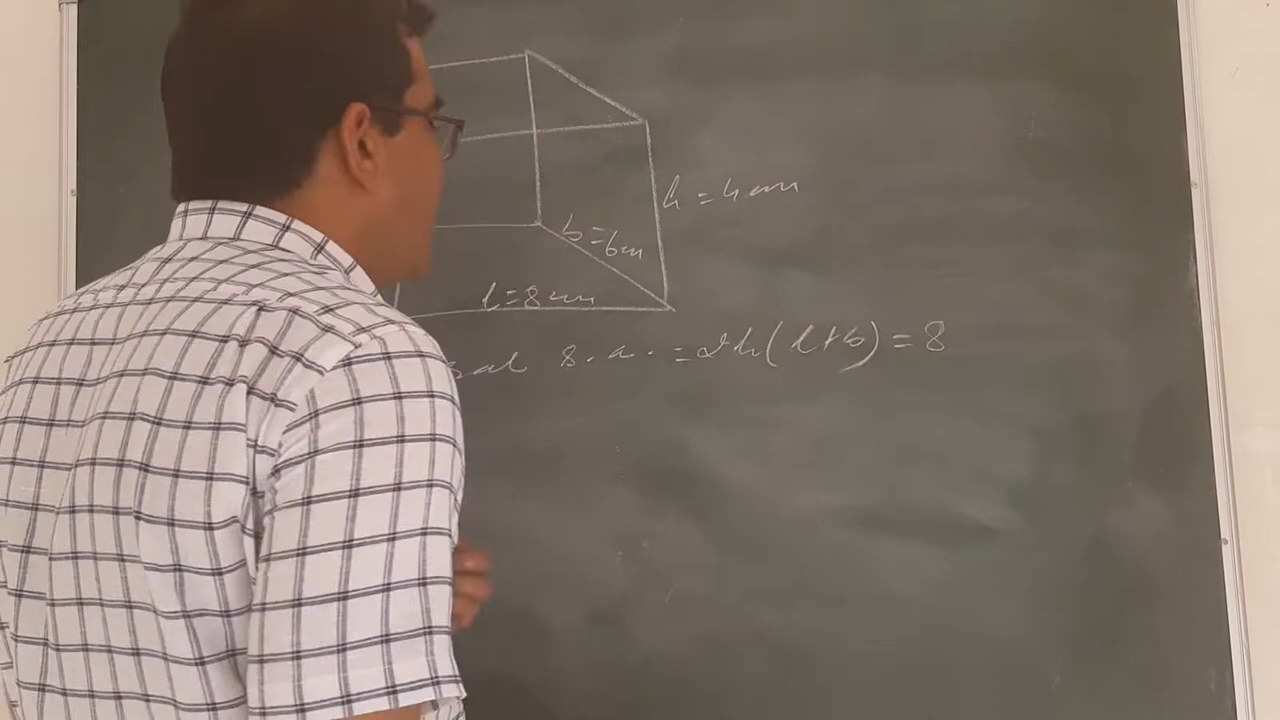 h = 4 cm
b = 6 cm
l = 8 cm
s.a. = 2h(l+b) = 8